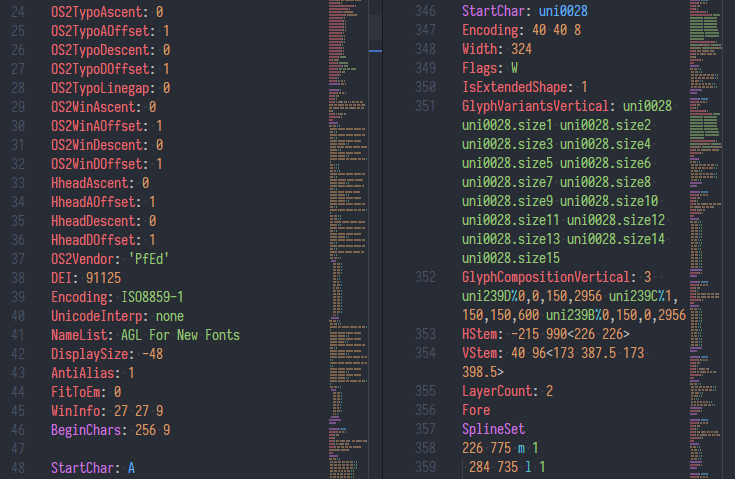 24 OS2TypoAscent: 0
25 OS2TypoAOffset: 1
26 OS2TypoDescent: 0
27 OS2TypoDOffset: 1
28 OS2TypoLinegap: 0
29 OS2WinAscent: 0
30 OS2WinAOffset: 1
31 OS2WinDescent: 0
32 OS2WinDOffset: 1
33 HheadAscent: 0
34 HheadAOffset: 1
35 HheadDescent: 0
36 HheadDOffset: 1
37 OS2Vendor: 'PfEd'
38 DEI: 91125
39 Encoding: ISO8859-1
40 UnicodeInterp: none
41 NameList: AGL For New Fonts
42 DisplaySize: -48
43 AntiAlias: 1
44 FitToEm: 0
45 WinInfo: 27 27 9
46 BeginChars: 256 9
47
48 StartChar: A
346 StartChar: uni0028
347 Encoding: 40 40 8
348 Width: 324
349 Flags: W
350 IsExtendedShape: 1
351 GlyphVariantsVertical: uni0028
uni0028.size1 uni0028.size2
uni0028.size3 uni0028.size4
uni0028.size5 uni0028.size6
uni0028.size7 uni0028.size8
uni0028.size9 uni0028.size10
uni0028.size11 uni0028.size12
uni0028.size13 uni0028.size14
uni0028.size15
352 GlyphCompositionVertical: 3
uni239D%0,0,150,2956 uni239C%1,
150,150,600 uni239B%0,150,0,2956
353 HStem: -215 990<226 226>
354 VStem: 40 96<173 387.5 173
398.5>
355 LayerCount: 2
356 Fore
357 SplineSet
358 226 775 m 1
359 284 735 l 1